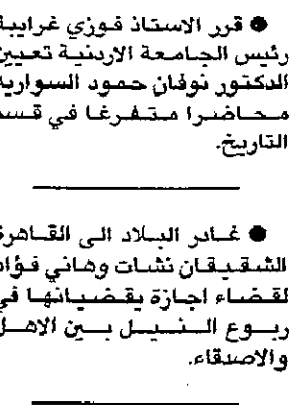 ● قرر الاستاذ فوزي غرايبة
رئيس الجامعة الاردنية تعيين
الدكتور نوفان حمود السوارية
محاضرا متفرغا في قسم
التاريخ.
● غادر البلاد الى القاهرة
الشقيقان نشات وهاني فؤاد
لقضاء اجازة يقضيانها في
ربوع النيل بين الاهل
والاصدقاء.